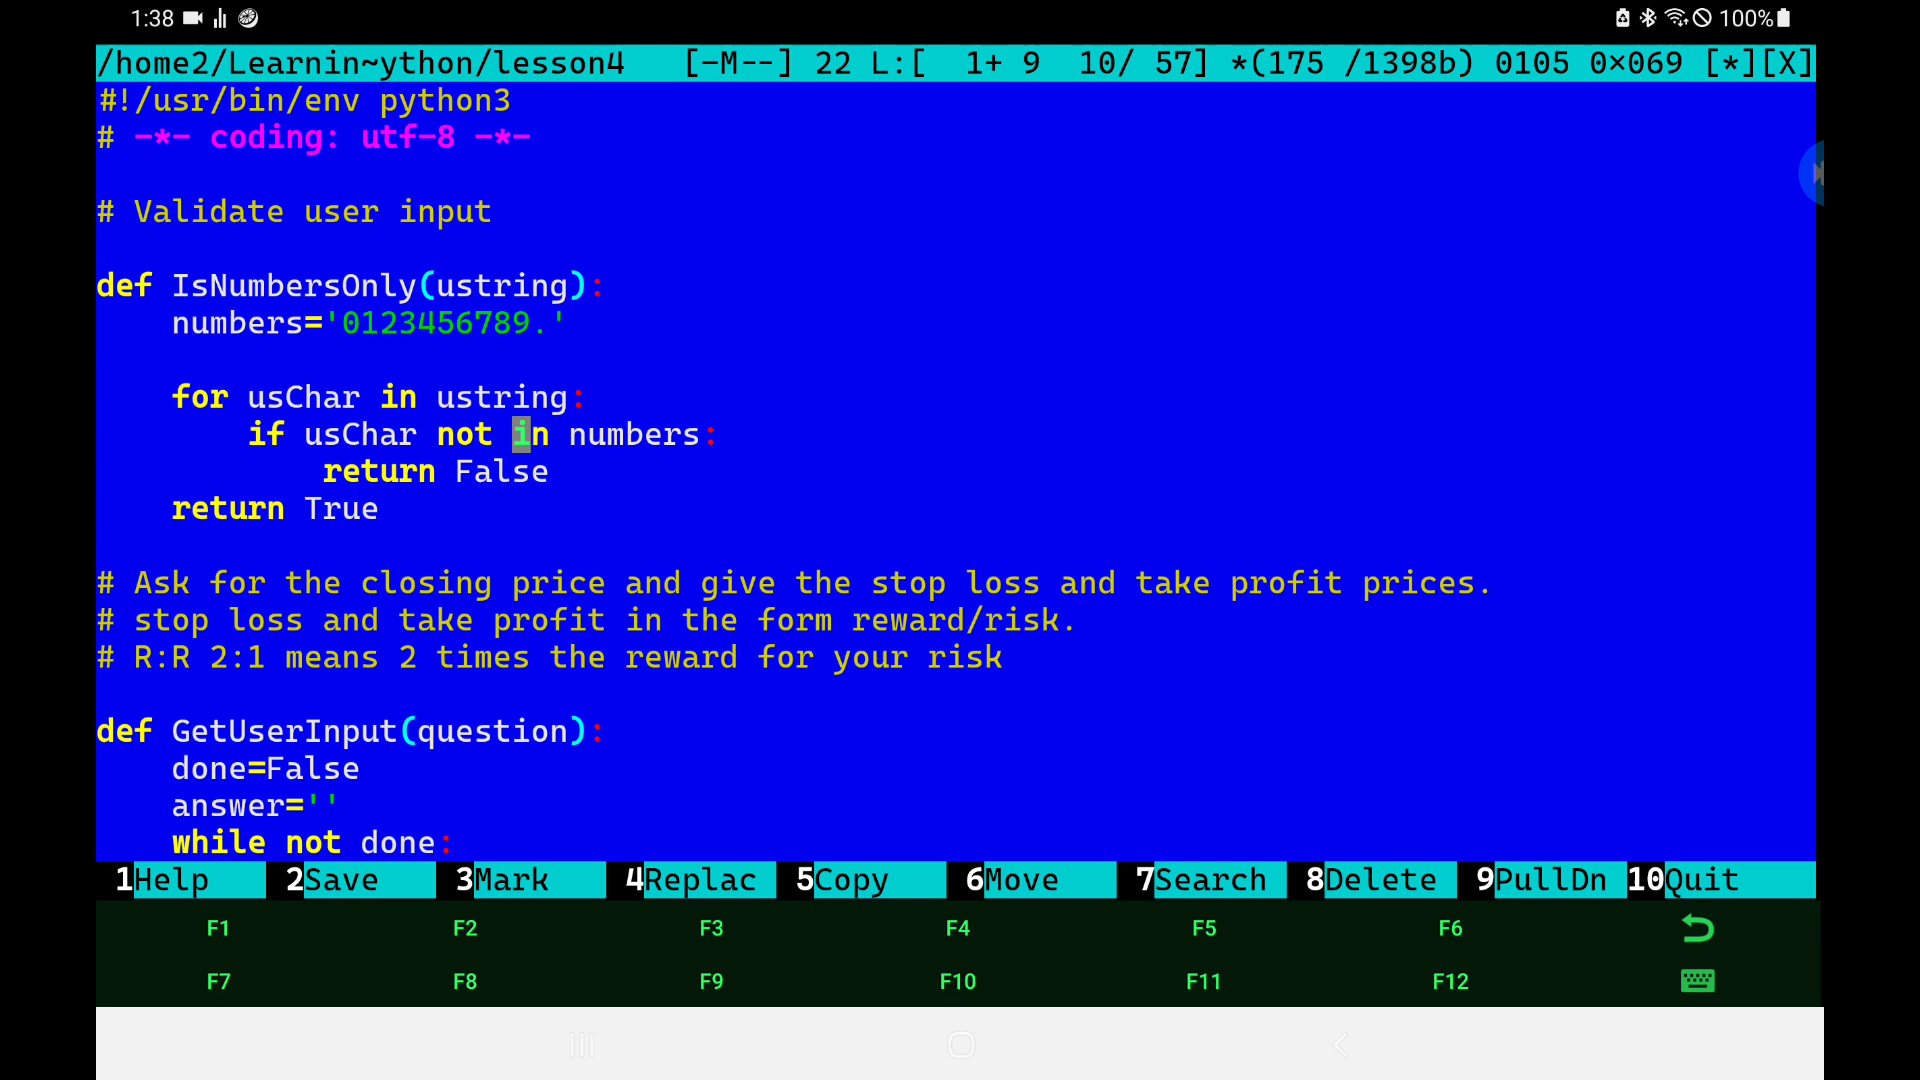 1:38 100%
/home2/Learnin~ython/lesson4 [-M--] 22 L:[ 1+ 9 10/ 57] *(175 /1398b) 0105 0×069 [*][X]
#!/usr/bin/env python3
# -*- coding: utf-8 -*-
# Validate user input
def IsNumbersOnly(ustring):
numbers='0123456789.'
for usChar in ustring:
if usChar not in numbers:
return False
return True
# Ask for the closing price and give the stop loss and take profit prices.
# stop loss and take profit in the form reward/risk.
# R:R 2:1 means 2 times the reward for your risk
def GetUserInput(question):
done=False
answer=''
while not done:
1Help 2Save 3Mark 4Replac 5Copy 6Move 7Search 8Delete 9PullDn 10Quit
F1 F2 F3 F4 F5 F6
F7 F8 F9 F10 F11 F12